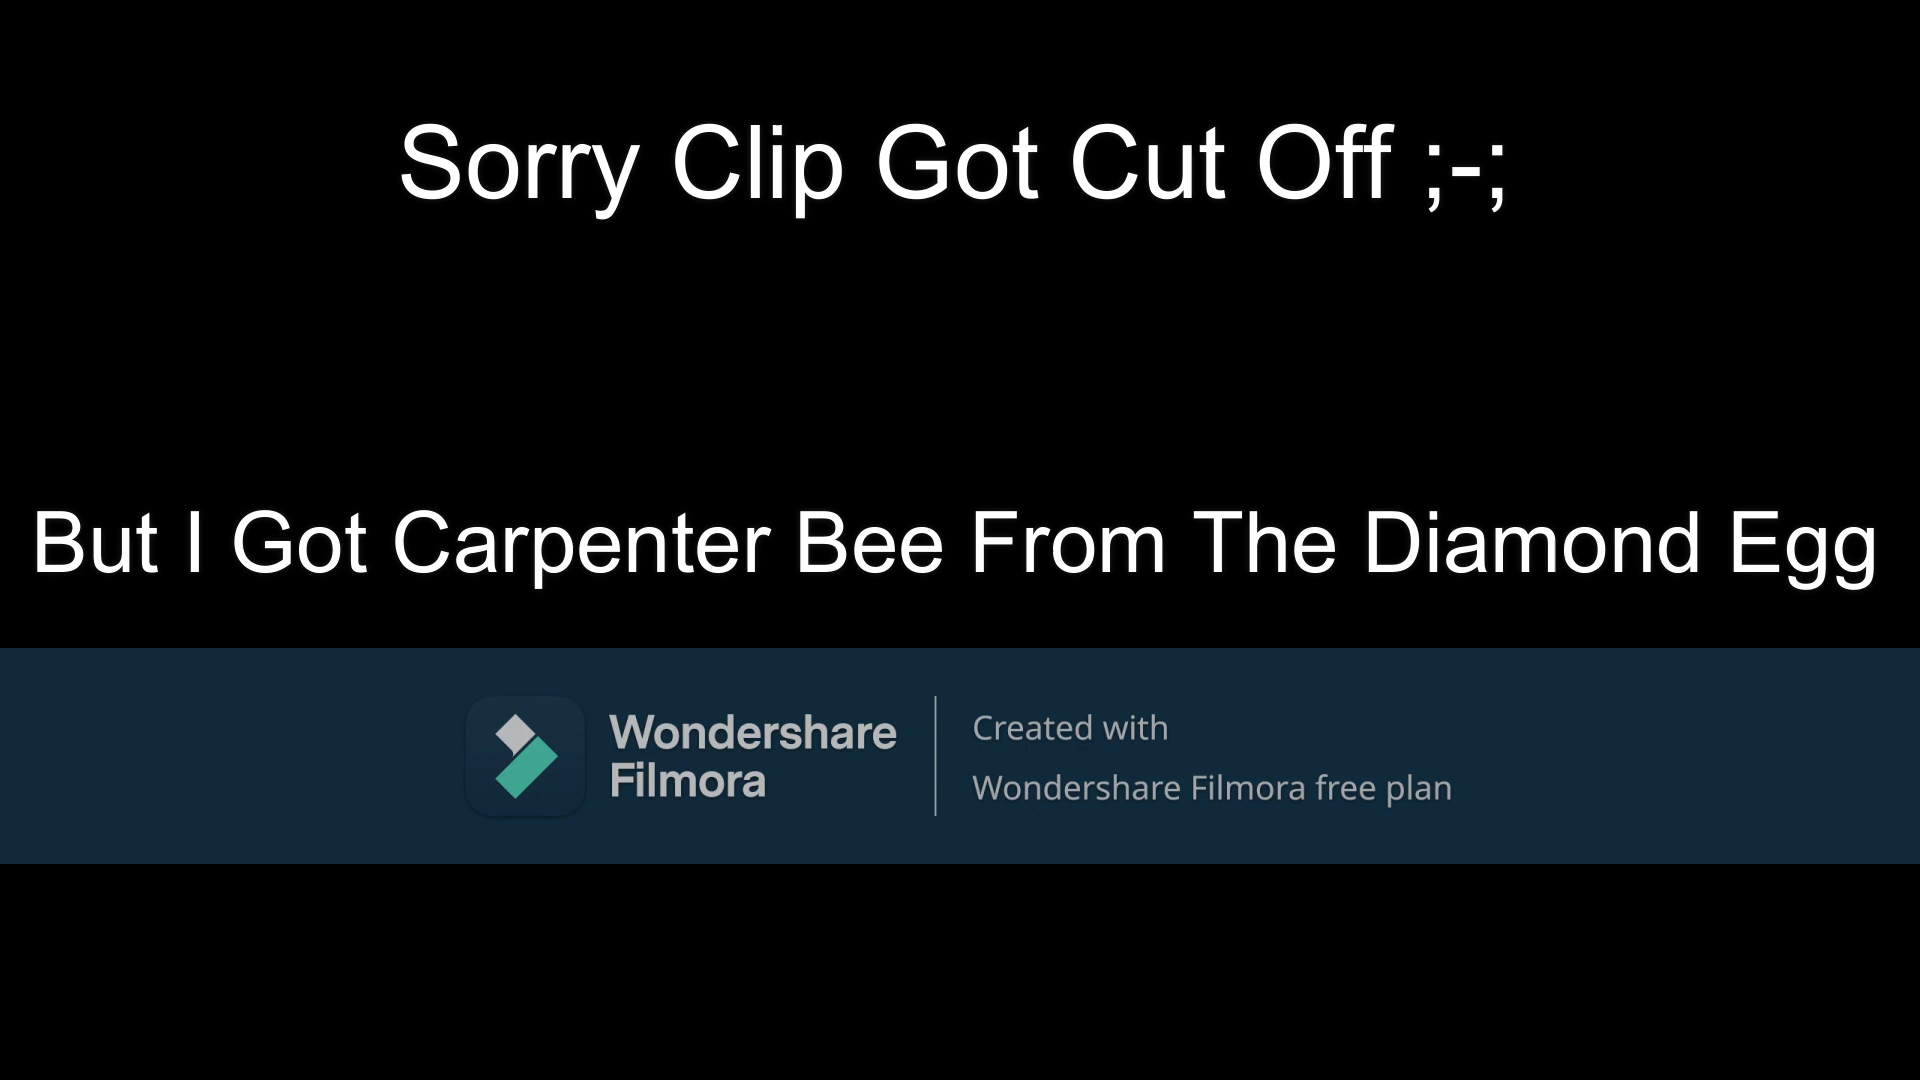 Sorry Clip Got Cut Off ;-;
But I Got Carpenter Bee From The Diamond Egg
Wondershare
Filmora
Created with
Wondershare Filmora free plan